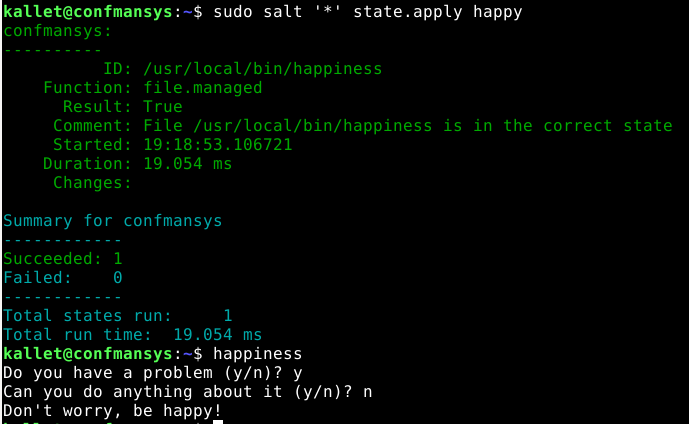 kallet@confmansys:~$ sudo salt '*' state.apply happy
confmansys:
----------
          ID: /usr/local/bin/happiness
    Function: file.managed
      Result: True
     Comment: File /usr/local/bin/happiness is in the correct state
     Started: 19:18:53.106721
    Duration: 19.054 ms
     Changes:
Summary for confmansys
------------
Succeeded: 1
Failed:    0
------------
Total states run:     1
Total run time:  19.054 ms
kallet@confmansys:~$ happiness
Do you have a problem (y/n)? y
Can you do anything about it (y/n)? n
Don't worry, be happy!